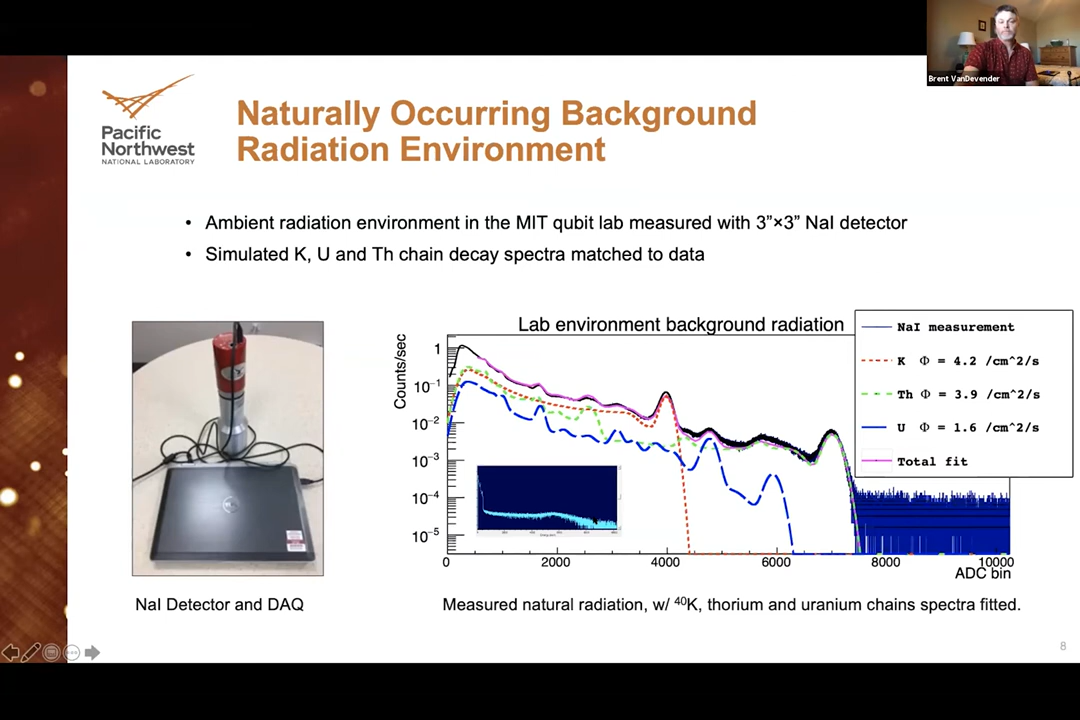 Brent VanDevender
Pacific
Northwest
NATIONAL LABORATORY
Naturally Occurring Background
Radiation Environment
• Ambient radiation environment in the MIT qubit lab measured with 3”×3” NaI detector
• Simulated K, U and Th chain decay spectra matched to data
Lab environment background radiation
NaI measurement
K Φ = 4.2 /cm^2/s
Th Φ = 3.9 /cm^2/s
U Φ = 1.6 /cm^2/s
Total fit
Counts/sec
1
10⁻¹
10⁻²
10⁻³
10⁻⁴
10⁻⁵
0 2000 4000 6000 8000 10000
ADC bin
NaI Detector and DAQ
Measured natural radiation, w/ ⁴⁰K, thorium and uranium chains spectra fitted.
8